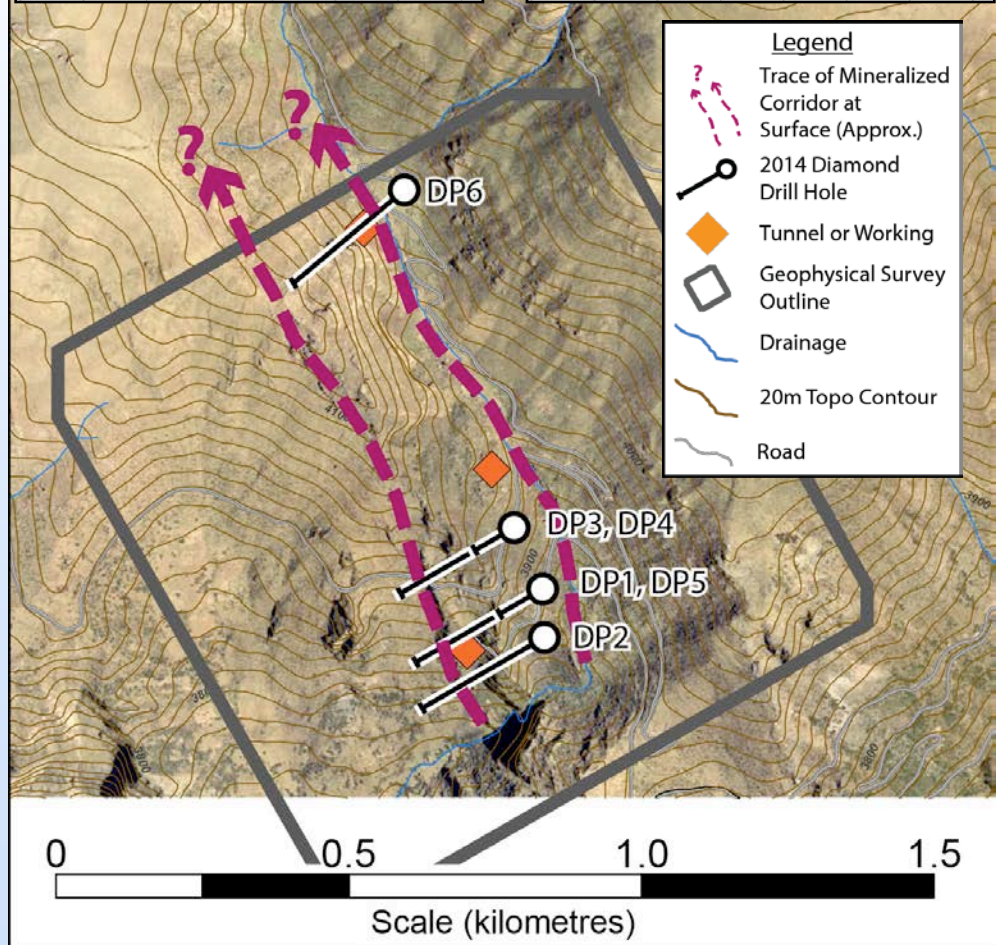 Legend
?
Trace of Mineralized
Corridor at
Surface (Approx.)
2014 Diamond
Drill Hole
Tunnel or Working
Geophysical Survey
Outline
Drainage
20m Topo Contour
Road
?
?
DP6
4100
4000
3900
DP3, DP4
3900
DP1, DP5
DP2
3900
3800
0
0.5
1.0
1.5
Scale (kilometres)